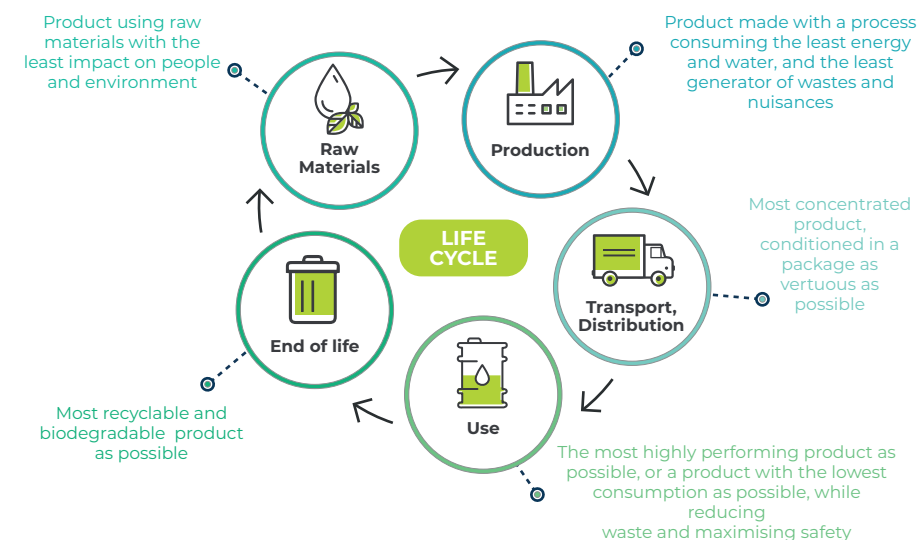 Product using raw
materials with the
least impact on people
and environment
Raw
Materials
Product made with a process
consuming the least energy
and water, and the least
generator of wastes and
nuisances
Production
Most concentrated
product,
conditioned in a
package as
vertuous as
possible
Transport,
Distribution
LIFE
CYCLE
The most highly performing product as
possible, or a product with the lowest
consumption as possible, while
reducing
waste and maximising safety
Use
Most recyclable and
biodegradable product
as possible
End of life